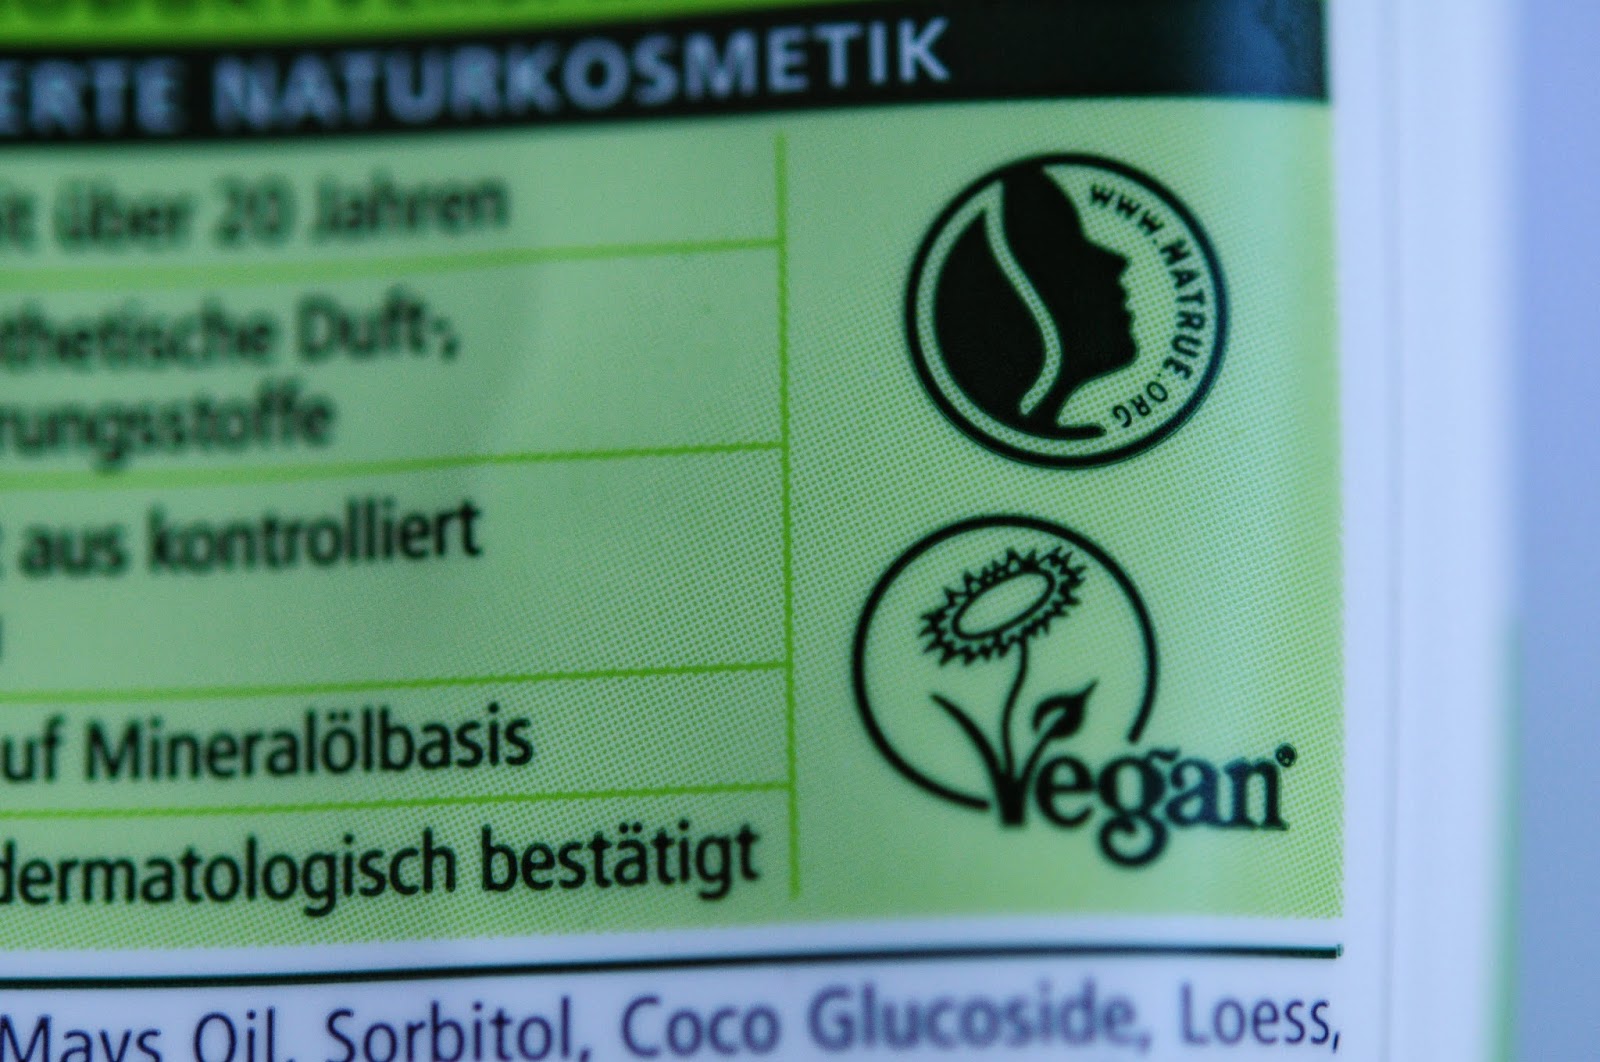 ERTE NATURKOSMETIK
it über 20 Jahren
thetische Duft-,
rungsstoffe
aus kontrolliert
uf Mineralölbasis
dermatologisch bestätigt
WWW.NATRUE.ORG
Vegan
Mays Oil, Sorbitol, Coco Glucoside, Loess,